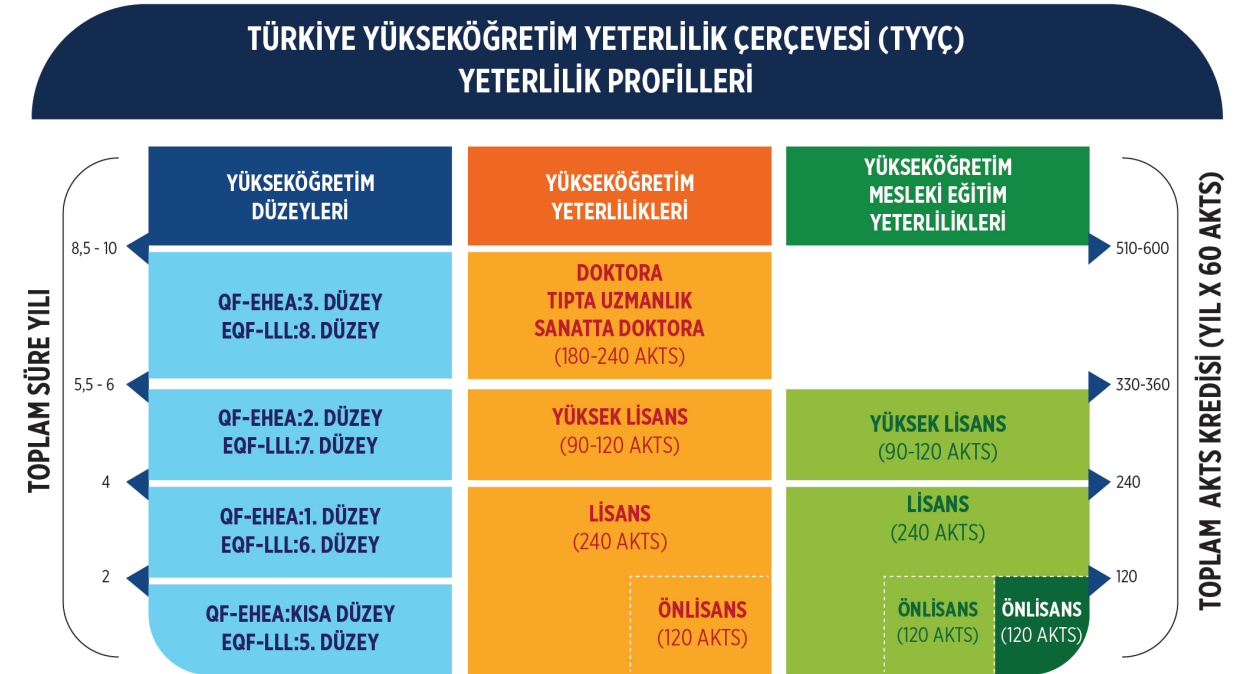 TÜRKİYE YÜKSEKÖĞRETİM YETERLİLİK ÇERÇEVESİ (TYYÇ)
YETERLİLİK PROFİLLERİ
TOPLAM SÜRE YILI
8,5 - 10
5,5 - 6
4
2
YÜKSEKÖĞRETİM
DÜZEYLERİ
QF-EHEA:3. DÜZEY
EQF-LLL:8. DÜZEY
QF-EHEA:2. DÜZEY
EQF-LLL:7. DÜZEY
QF-EHEA:1. DÜZEY
EQF-LLL:6. DÜZEY
QF-EHEA:KISA DÜZEY
EQF-LLL:5. DÜZEY
YÜKSEKÖĞRETİM
YETERLİLİKLERİ
DOKTORA
TIPTA UZMANLIK
SANATTA DOKTORA
(180-240 AKTS)
YÜKSEK LİSANS
(90-120 AKTS)
LİSANS
(240 AKTS)
ÖNLİSANS
(120 AKTS)
YÜKSEKÖĞRETİM
MESLEKİ EĞİTİM
YETERLİLİKLERİ
YÜKSEK LİSANS
(90-120 AKTS)
LİSANS
(240 AKTS)
ÖNLİSANS
(120 AKTS)
ÖNLİSANS
(120 AKTS)
510-600
330-360
240
120
TOPLAM AKTS KREDİSİ (YIL X 60 AKTS)